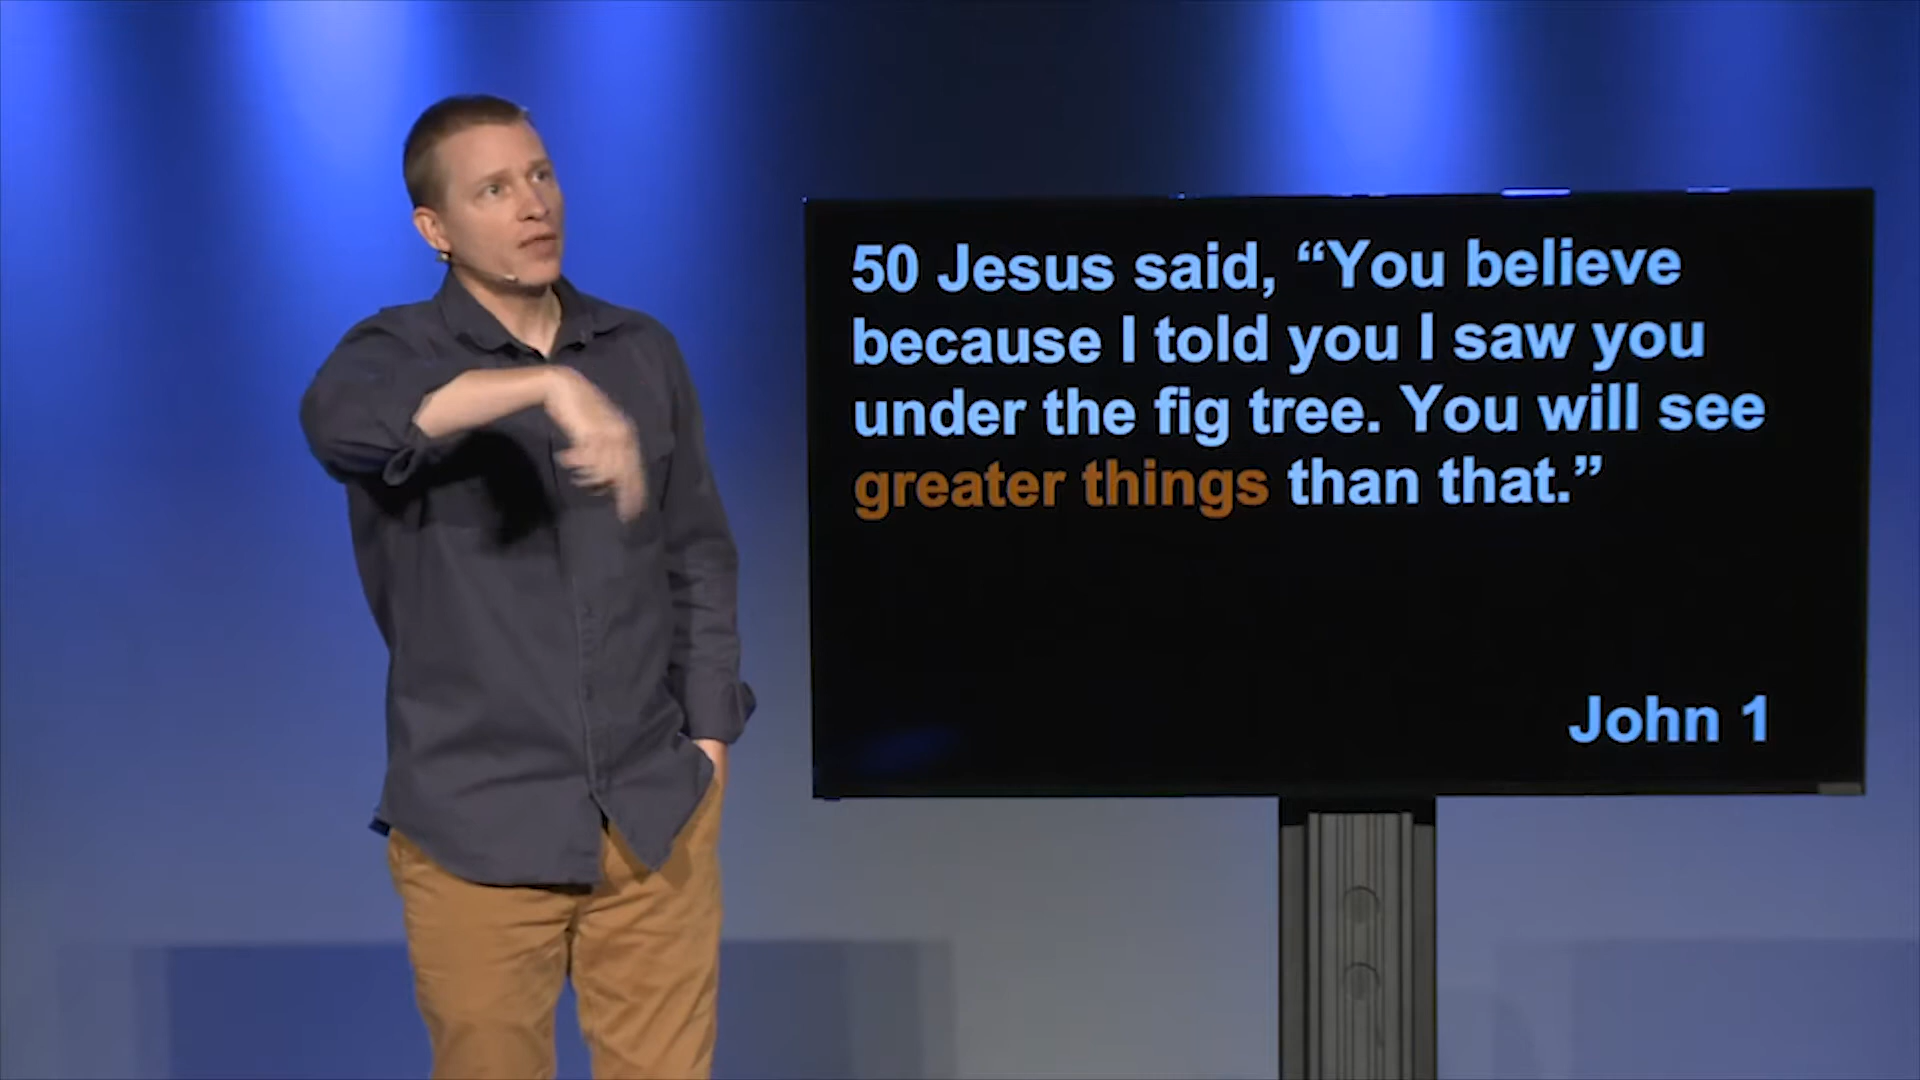 50 Jesus said, “You believe
because I told you I saw you
under the fig tree. You will see
greater things than that.”
John 1